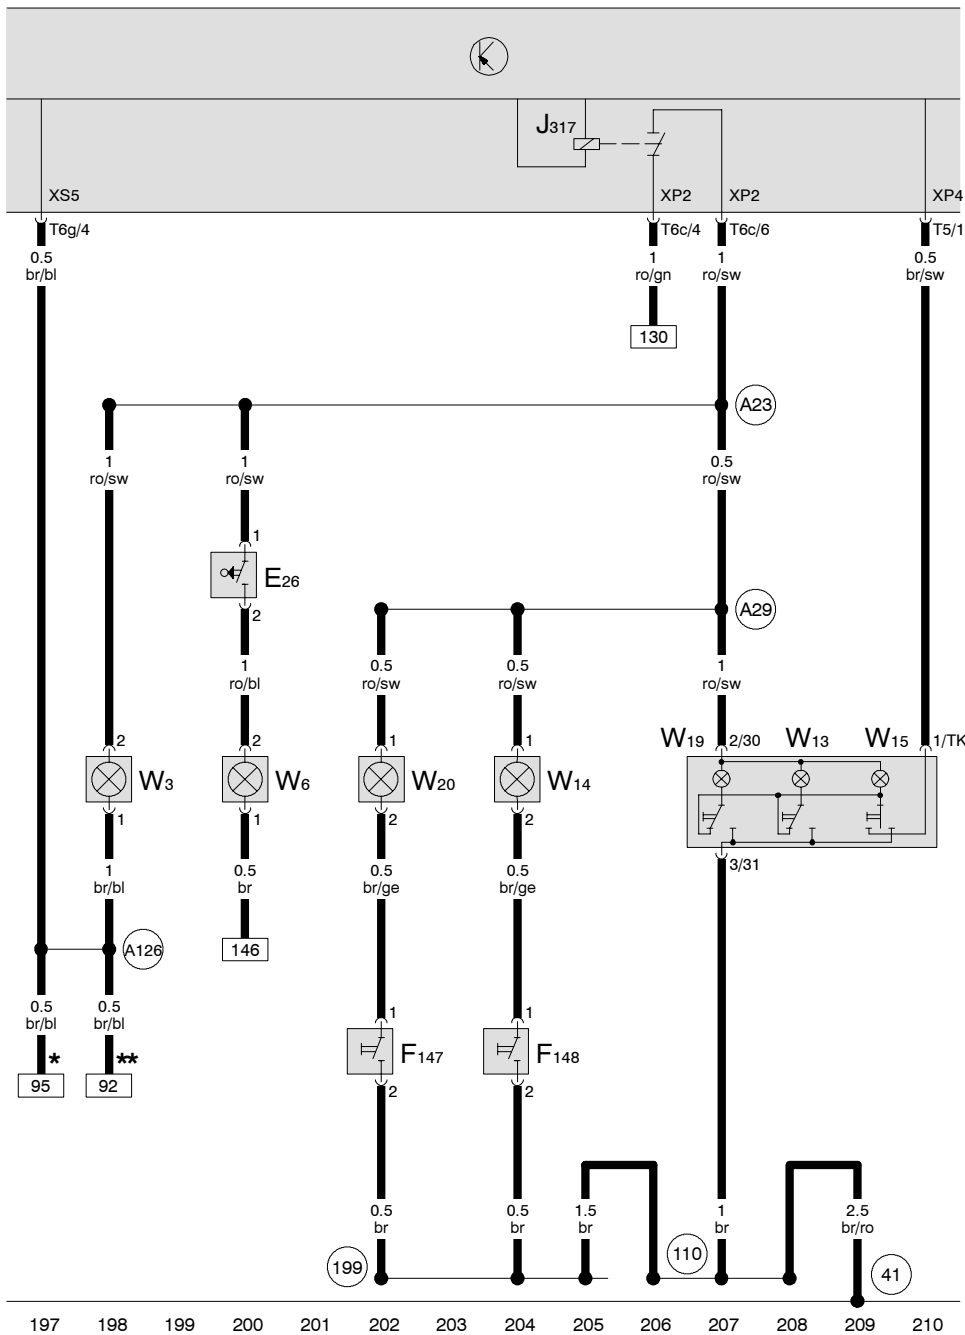 J317
XS5 XP2 XP2 XP4
T6g/4 T6c/4 T6c/6 T5/1
0.5 1 1 0.5
br/bl ro/gn ro/sw br/sw
130
A23
1 1 0.5
ro/sw ro/sw ro/sw
1
E26
2
A29
1 0.5 0.5 1
ro/bl ro/sw ro/sw ro/sw
2 2 1 1 W19 2/30 W13 W15 1/TK
W3 W6 W20 W14
1 1 2 2
3/31
1 0.5 0.5 0.5
br/bl br br/ge br/ge
A126 146
0.5 0.5 1 1
br/bl br/bl
* **
F147 F148
95 92
2 2
0.5 0.5 1.5 1 2.5
br br br br br/ro
199 110 41
197 198 199 200 201 202 203 204 205 206 207 208 209 210